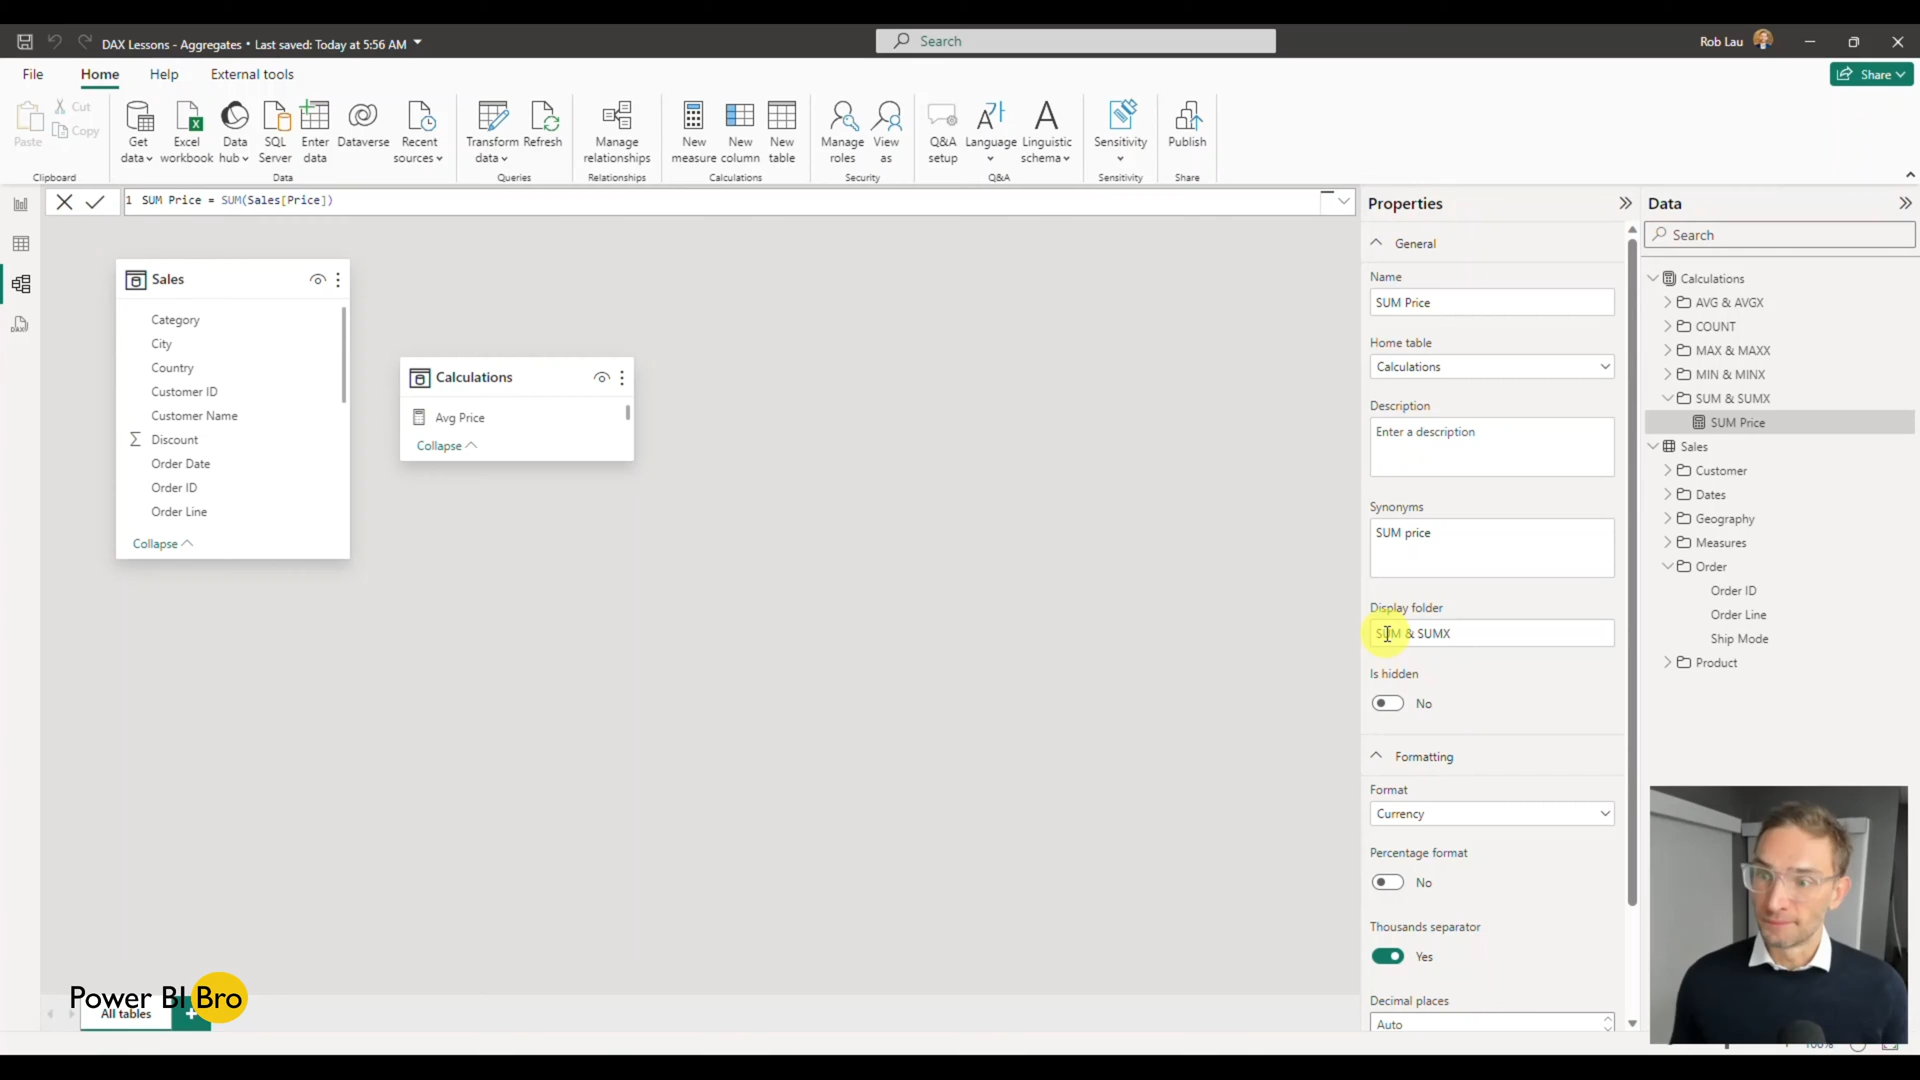 DAX Lessons - Aggregates • Last saved: Today at 5:56 AM
Search
Rob Lau
File
Home
Help
External tools
Share
Paste
Cut
Copy
Clipboard
Get data
Excel workbook
Data hub
SQL Server
Enter data
Dataverse
Recent sources
Data
Transform data
Refresh
Queries
Manage relationships
Relationships
New measure
New column
New table
Calculations
Manage roles
View as
Security
Q&A setup
Language
Linguistic schema
Q&A
Sensitivity
Sensitivity
Publish
Share
1 SUM Price = SUM(Sales[Price])
Sales
Category
City
Country
Customer ID
Customer Name
Discount
Order Date
Order ID
Order Line
Collapse
Calculations
Avg Price
Collapse
Properties
General
Name
SUM Price
Home table
Calculations
Description
Enter a description
Synonyms
SUM price
Display folder
SUM & SUMX
Is hidden
No
Formatting
Format
Currency
Percentage format
No
Thousands separator
Yes
Decimal places
Auto
Data
Search
Calculations
AVG & AVGX
COUNT
MAX & MAXX
MIN & MINX
SUM & SUMX
SUM Price
Sales
Customer
Dates
Geography
Measures
Order
Order ID
Order Line
Ship Mode
Product
Power BI Bro
All tables
100%